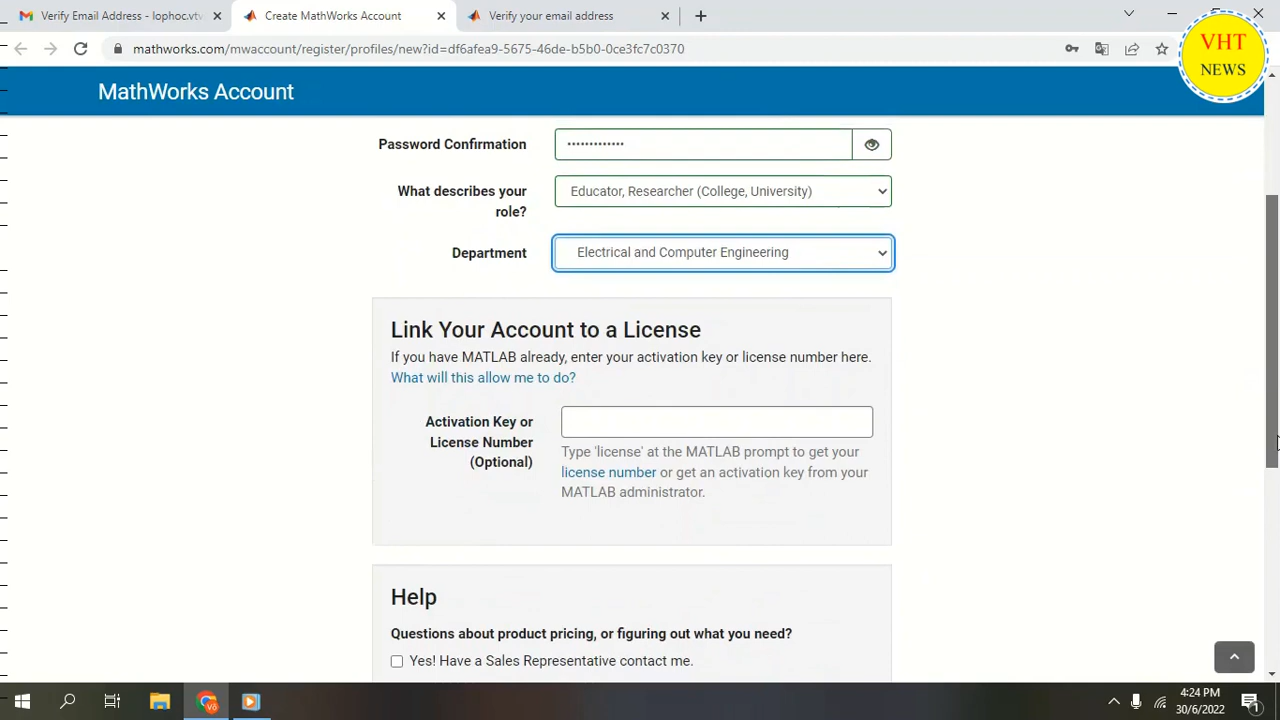 Verify Email Address - lophoc.vtv
Create MathWorks Account
Verify your email address
mathworks.com/mwaccount/register/profiles/new?id=df6afea9-5675-46de-b5b0-0ce3fc7c0370
VHT
NEWS
MathWorks Account
Password Confirmation
•••••••••••••
What describes your
role?
Educator, Researcher (College, University)
Department
Electrical and Computer Engineering
Link Your Account to a License
If you have MATLAB already, enter your activation key or license number here.
What will this allow me to do?
Activation Key or
License Number
(Optional)
Type 'license' at the MATLAB prompt to get your
license number or get an activation key from your
MATLAB administrator.
Help
Questions about product pricing, or figuring out what you need?
Yes! Have a Sales Representative contact me.
Võ
4:24 PM
30/6/2022
1